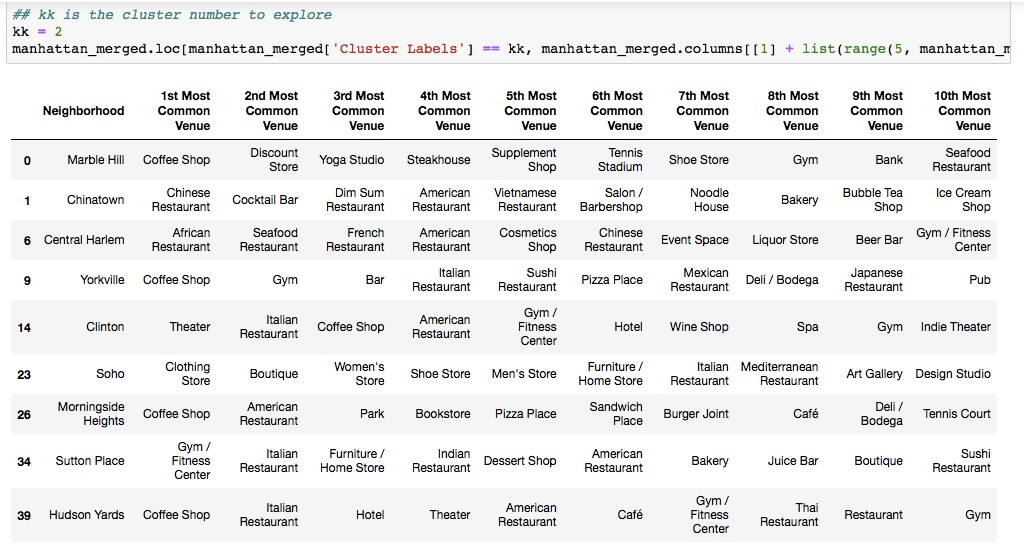 ## kk is the cluster number to explore
kk = 2
manhattan_merged.loc[manhattan_merged['Cluster Labels'] == kk, manhattan_merged.columns[[1] + list(range(5, manhattan_m
Neighborhood 1st Most Common Venue 2nd Most Common Venue 3rd Most Common Venue 4th Most Common Venue 5th Most Common Venue 6th Most Common Venue 7th Most Common Venue 8th Most Common Venue 9th Most Common Venue 10th Most Common Venue
0 Marble Hill Coffee Shop Discount Store Yoga Studio Steakhouse Supplement Shop Tennis Stadium Shoe Store Gym Bank Seafood Restaurant
1 Chinatown Chinese Restaurant Cocktail Bar Dim Sum Restaurant American Restaurant Vietnamese Restaurant Salon / Barbershop Noodle House Bakery Bubble Tea Shop Ice Cream Shop
6 Central Harlem African Restaurant Seafood Restaurant French Restaurant American Restaurant Cosmetics Shop Chinese Restaurant Event Space Liquor Store Beer Bar Gym / Fitness Center
9 Yorkville Coffee Shop Gym Bar Italian Restaurant Sushi Restaurant Pizza Place Mexican Restaurant Deli / Bodega Japanese Restaurant Pub
14 Clinton Theater Italian Restaurant Coffee Shop American Restaurant Gym / Fitness Center Hotel Wine Shop Spa Gym Indie Theater
23 Soho Clothing Store Boutique Women's Store Shoe Store Men's Store Furniture / Home Store Italian Restaurant Mediterranean Restaurant Art Gallery Design Studio
26 Morningside Heights Coffee Shop American Restaurant Park Bookstore Pizza Place Sandwich Place Burger Joint Café Deli / Bodega Tennis Court
34 Sutton Place Gym / Fitness Center Italian Restaurant Furniture / Home Store Indian Restaurant Dessert Shop American Restaurant Bakery Juice Bar Boutique Sushi Restaurant
39 Hudson Yards Coffee Shop Italian Restaurant Hotel Theater American Restaurant Café Gym / Fitness Center Thai Restaurant Restaurant Gym